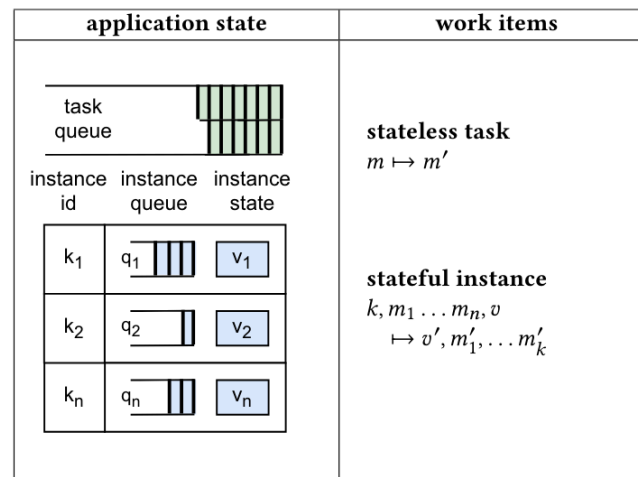 application state
work items
task
queue
instance
id
instance
queue
instance
state
k₁
q₁
v₁
k₂
q₂
v₂
kₙ
qₙ
vₙ
stateless task
m ↦ m′
stateful instance
k, m₁ … mₙ, v
↦ v′, m′₁, … m′ₖ